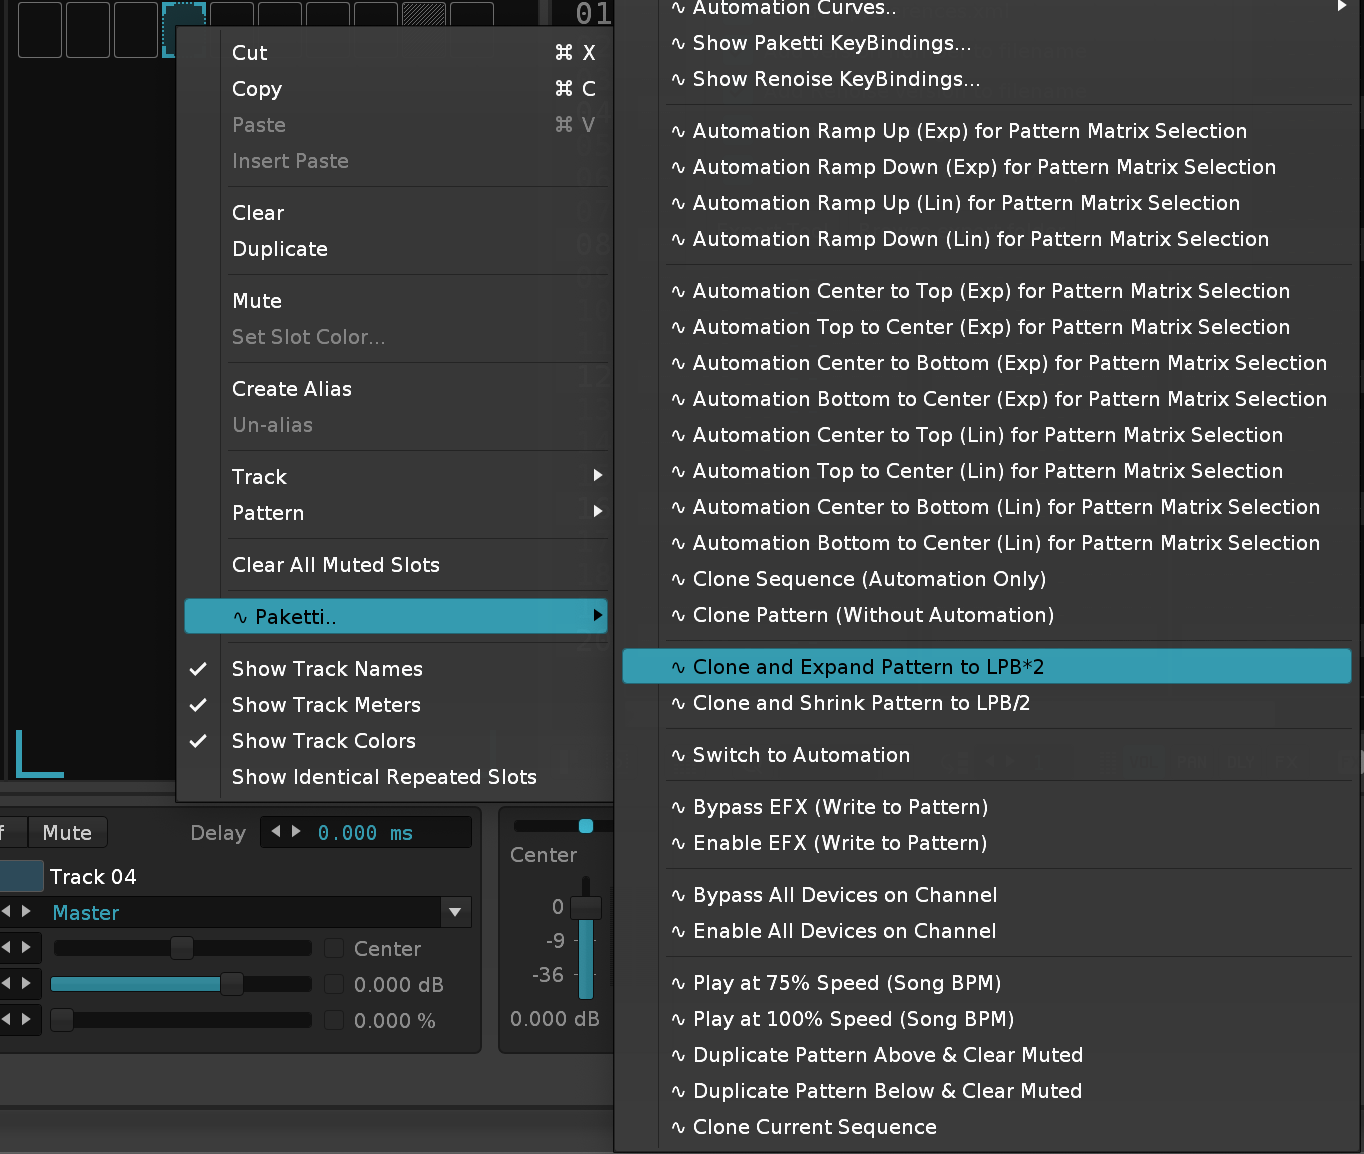 01
Cut ⌘ X
Copy ⌘ C
Paste ⌘ V
Insert Paste
Clear
Duplicate
Mute
Set Slot Color...
Create Alias
Un-alias
Track
Pattern
Clear All Muted Slots
∿ Paketti..
Show Track Names
Show Track Meters
Show Track Colors
Show Identical Repeated Slots
∿ Automation Curves..
∿ Show Paketti KeyBindings...
∿ Show Renoise KeyBindings...
∿ Automation Ramp Up (Exp) for Pattern Matrix Selection
∿ Automation Ramp Down (Exp) for Pattern Matrix Selection
∿ Automation Ramp Up (Lin) for Pattern Matrix Selection
∿ Automation Ramp Down (Lin) for Pattern Matrix Selection
∿ Automation Center to Top (Exp) for Pattern Matrix Selection
∿ Automation Top to Center (Exp) for Pattern Matrix Selection
∿ Automation Center to Bottom (Exp) for Pattern Matrix Selection
∿ Automation Bottom to Center (Exp) for Pattern Matrix Selection
∿ Automation Center to Top (Lin) for Pattern Matrix Selection
∿ Automation Top to Center (Lin) for Pattern Matrix Selection
∿ Automation Center to Bottom (Lin) for Pattern Matrix Selection
∿ Automation Bottom to Center (Lin) for Pattern Matrix Selection
∿ Clone Sequence (Automation Only)
∿ Clone Pattern (Without Automation)
∿ Clone and Expand Pattern to LPB*2
∿ Clone and Shrink Pattern to LPB/2
∿ Switch to Automation
∿ Bypass EFX (Write to Pattern)
∿ Enable EFX (Write to Pattern)
∿ Bypass All Devices on Channel
∿ Enable All Devices on Channel
∿ Play at 75% Speed (Song BPM)
∿ Play at 100% Speed (Song BPM)
∿ Duplicate Pattern Above & Clear Muted
∿ Duplicate Pattern Below & Clear Muted
∿ Clone Current Sequence
Mute Delay 0.000 ms
Track 04
Master
Center
0.000 dB
0.000 %
Center
0
-9
-36
0.000 dB